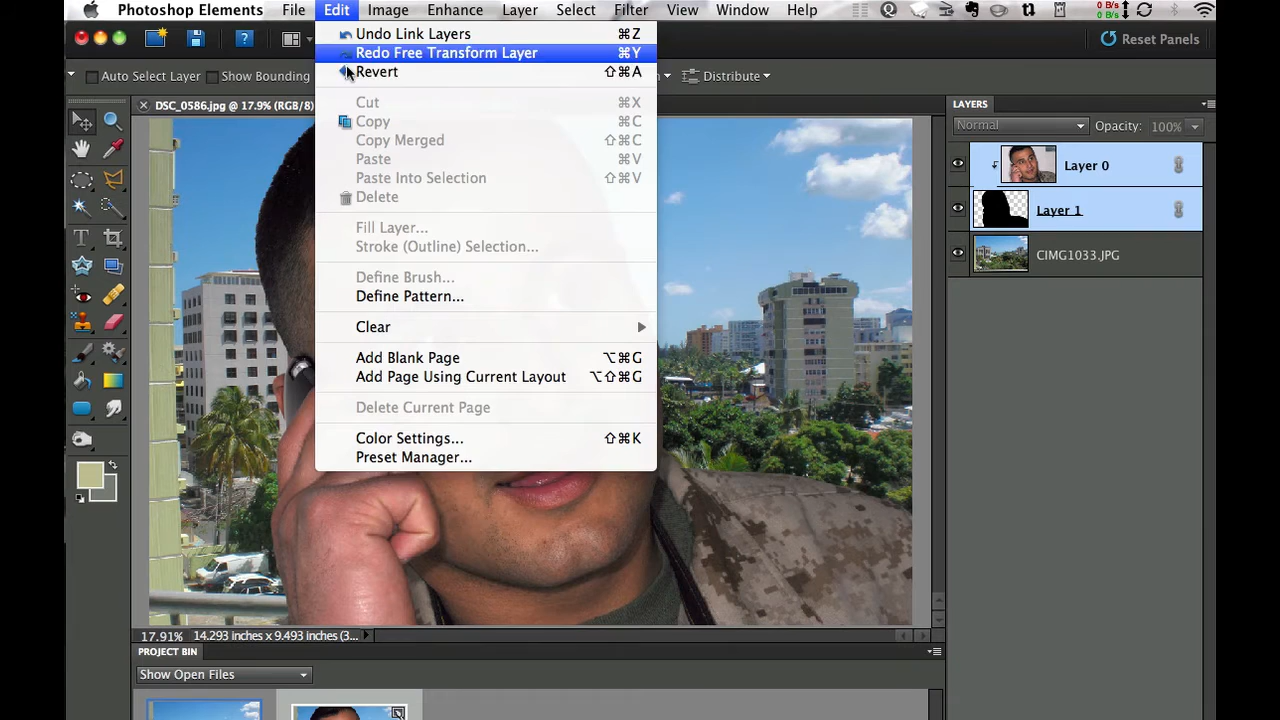 Photoshop Elements File Edit Image Enhance Layer Select Filter View Window Help
0 B/s
0 B/s
Reset Panels
Auto Select Layer Show Bounding
Distribute
Undo Link Layers ⌘Z
Redo Free Transform Layer ⌘Y
Revert ⇧⌘A
Cut ⌘X
Copy ⌘C
Copy Merged ⇧⌘C
Paste ⌘V
Paste Into Selection ⇧⌘V
Delete
Fill Layer...
Stroke (Outline) Selection...
Define Brush...
Define Pattern...
Clear
Add Blank Page ⌥⌘G
Add Page Using Current Layout ⌥⇧⌘G
Delete Current Page
Color Settings... ⇧⌘K
Preset Manager...
DSC_0586.jpg @ 17.9% (RGB/8)
LAYERS
Normal Opacity: 100%
Layer 0
Layer 1
CIMG1033.JPG
17.91% 14.293 inches x 9.493 inches (3...
PROJECT BIN
Show Open Files